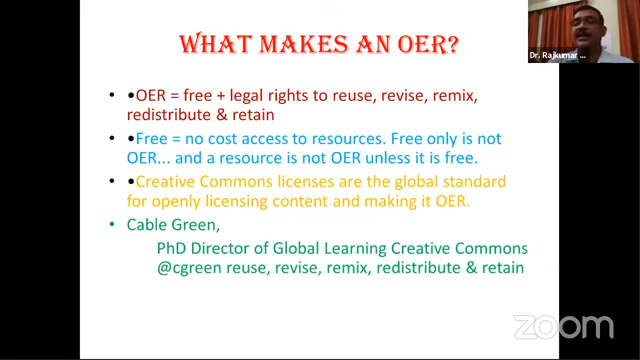 WHAT MAKES AN OER?
Dr. Rajkumar ...
• •OER = free + legal rights to reuse, revise, remix,
redistribute & retain
• •Free = no cost access to resources. Free only is not
OER... and a resource is not OER unless it is free.
• •Creative Commons licenses are the global standard
for openly licensing content and making it OER.
• Cable Green,
PhD Director of Global Learning Creative Commons
@cgreen reuse, revise, remix, redistribute & retain
zoom